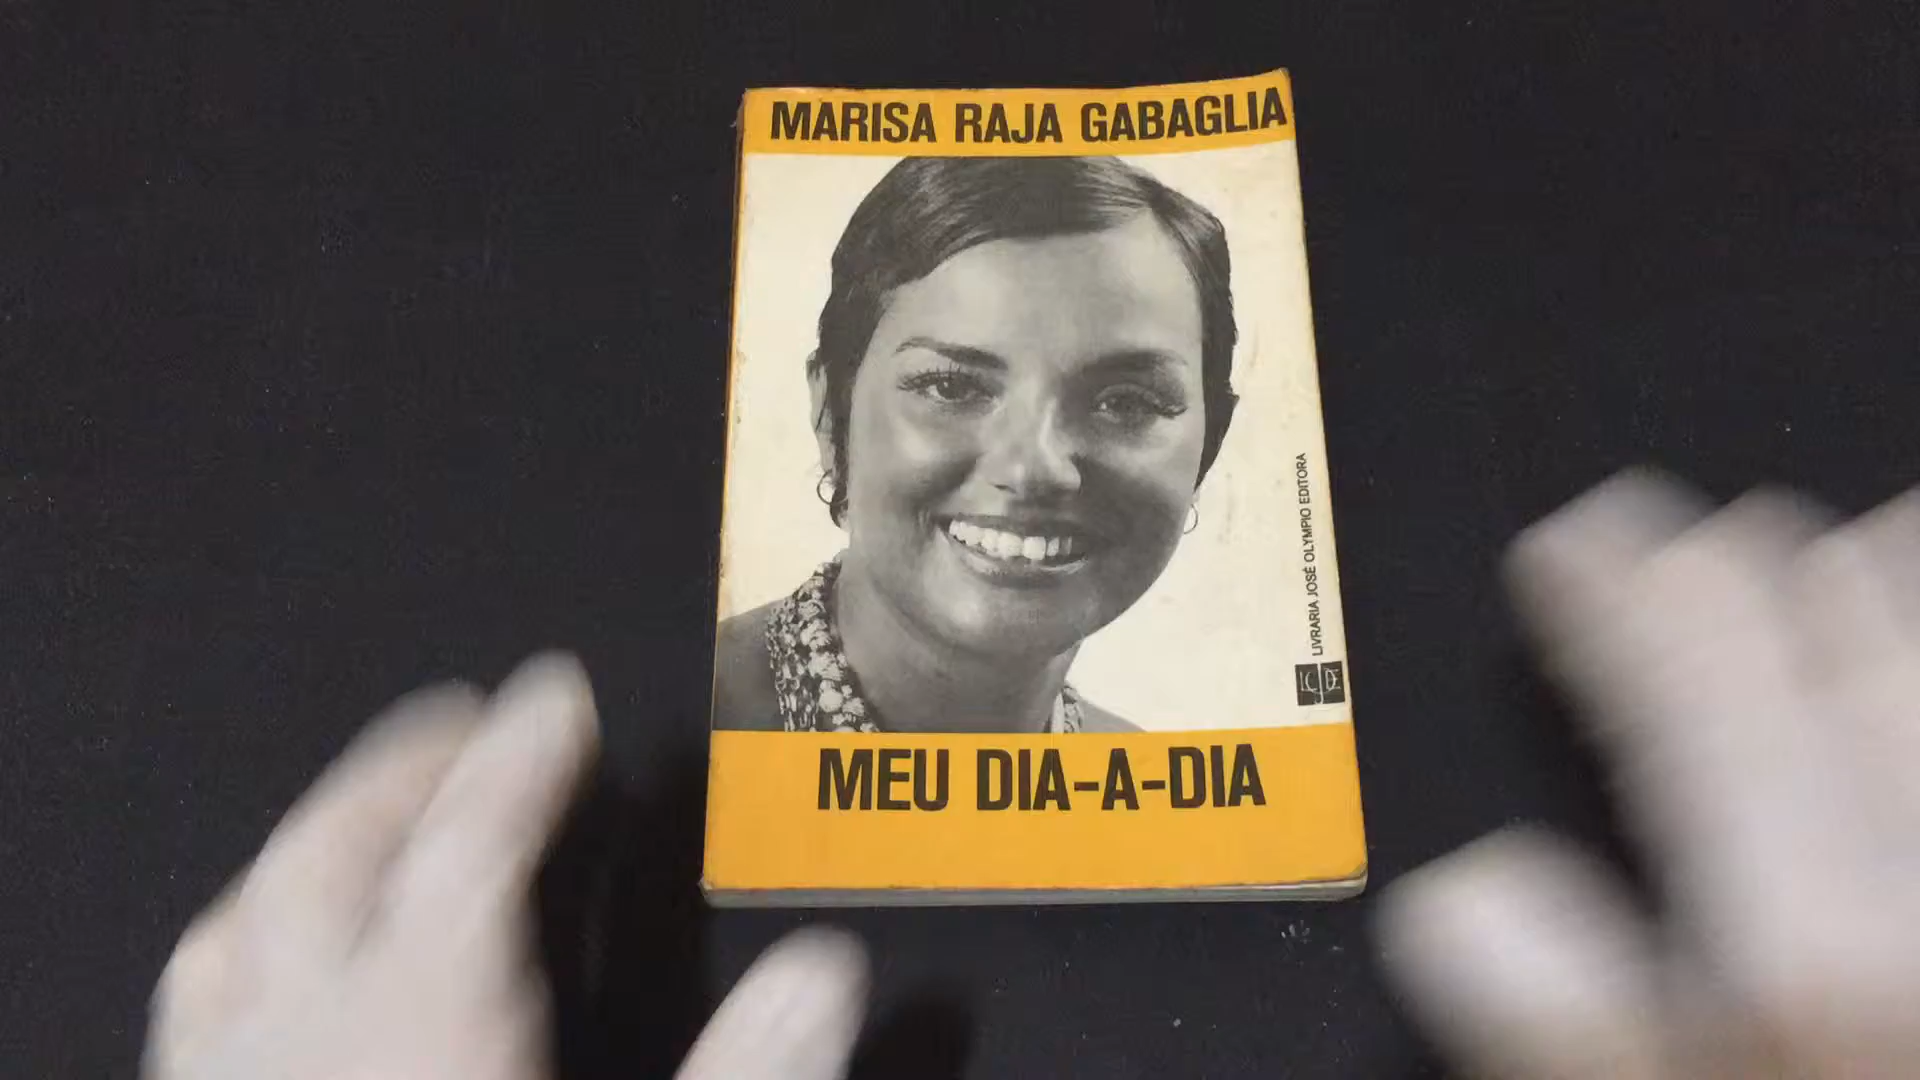 MARISA RAJA GABAGLIA
LIVRARIA JOSÉ OLYMPIO EDITORA
MEU DIA-A-DIA